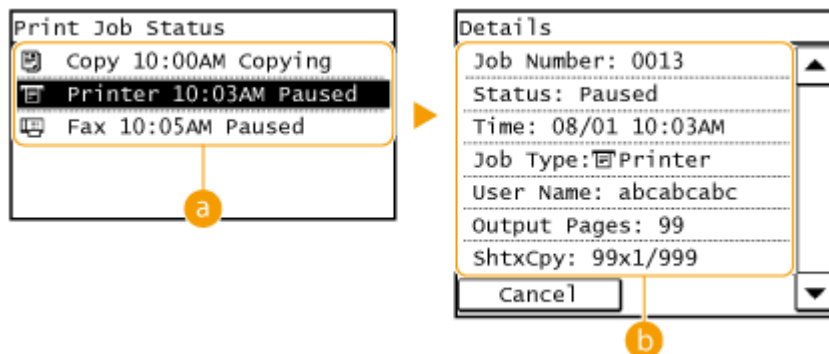 Print Job Status
Copy 10:00AM Copying
Printer 10:03AM Paused
Fax 10:05AM Paused
a
Details
Job Number: 0013
Status: Paused
Time: 08/01 10:03AM
Job Type: Printer
User Name: abcabcabc
Output Pages: 99
ShtxCpy: 99x1/999
Cancel
b